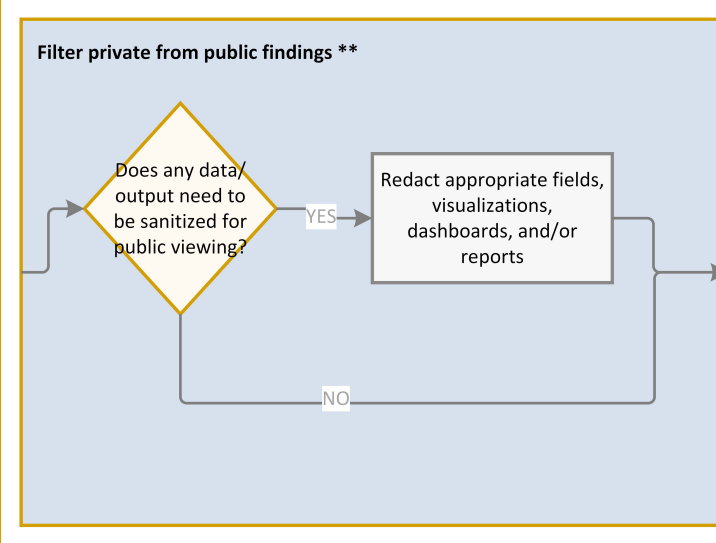 Filter private from public findings **
Does any data/
output need to
be sanitized for
public viewing?
YES
Redact appropriate fields,
visualizations,
dashboards, and/or
reports
NO